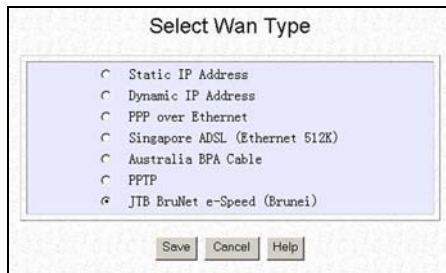 Select Wan Type
Static IP Address
Dynamic IP Address
PPP over Ethernet
Singapore ADSL (Ethernet 512K)
Australia BPA Cable
PPTP
JTB BruNet e-Speed (Brunei)
Save Cancel Help